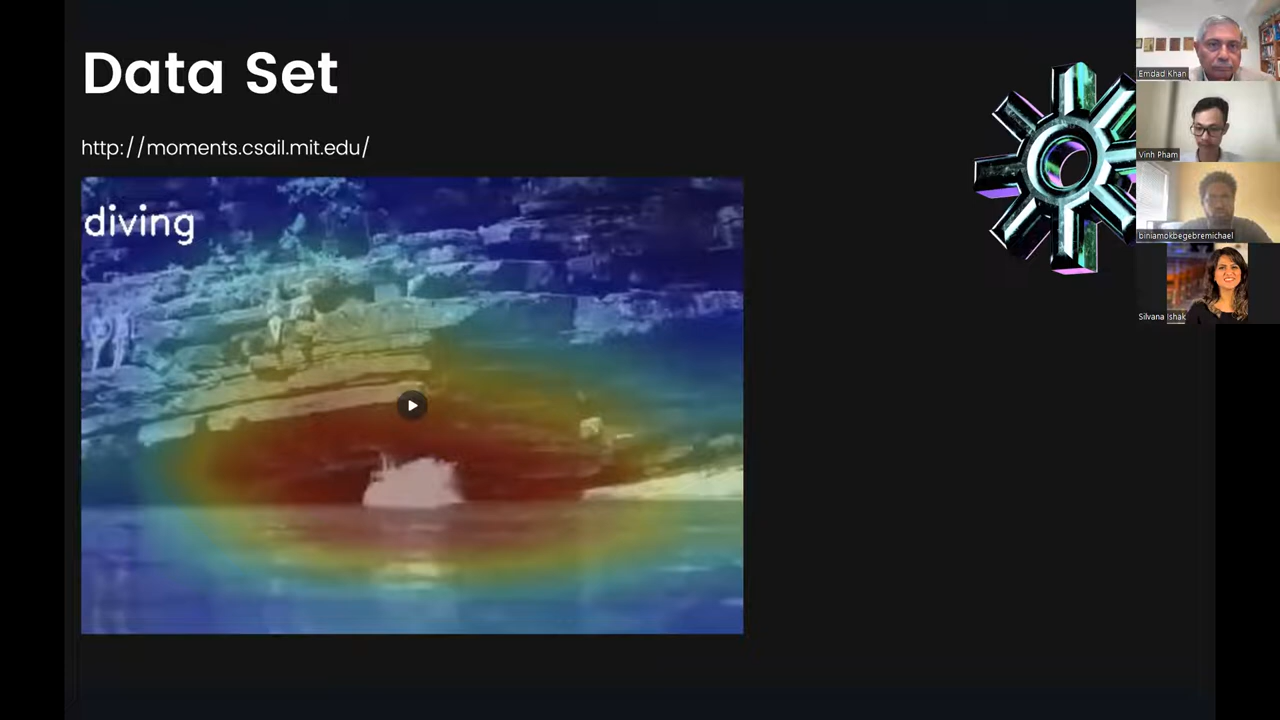 Data Set
http://moments.csail.mit.edu/
diving
Emdad Khan
Vinh Pham
biniamokbegebremichael
Silvana Ishak